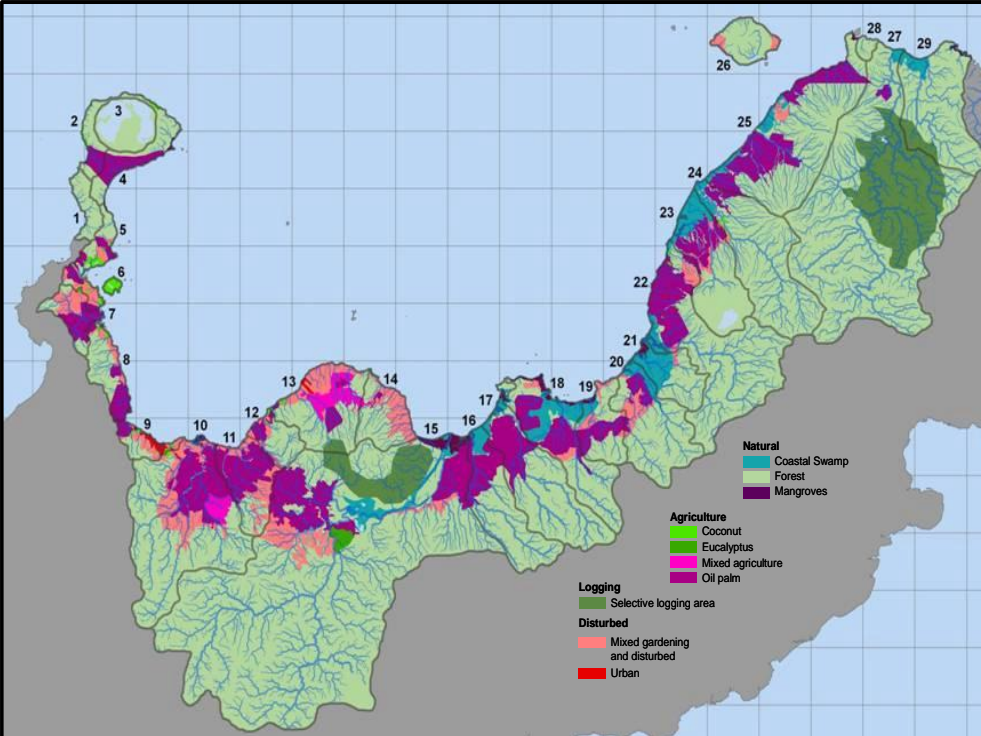 28
27
29
26
3
2
25
4
24
1
23
5
6
22
7
21
8
20
13
14
19
18
17
12
16
15
9
10
11
Natural
Coastal Swamp
Forest
Mangroves
Agriculture
Coconut
Eucalyptus
Mixed agriculture
Oil palm
Logging
Selective logging area
Disturbed
Mixed gardening
and disturbed
Urban